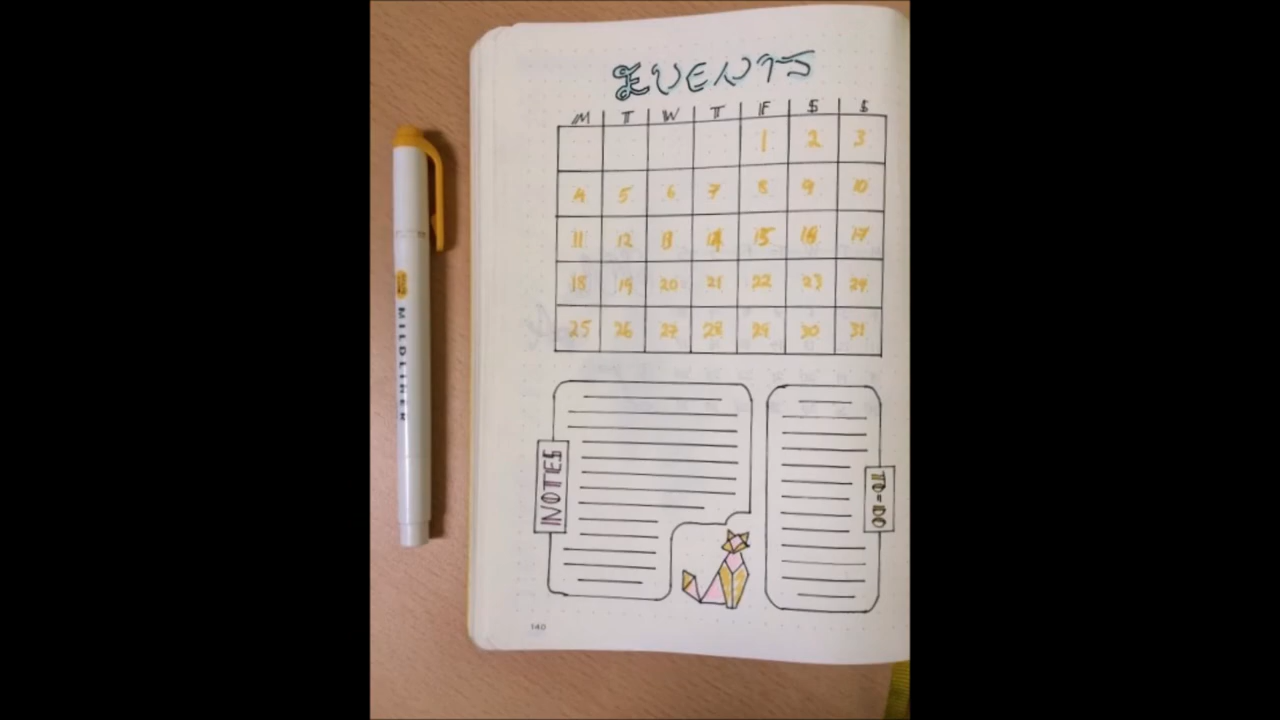 EVENTS
M T W T F S S
1 2 3
4 5 6 7 8 9 10
11 12 13 14 15 16 17
18 19 20 21 22 23 24
25 26 27 28 29 30 31
MILDLINER
NOTES
TO-DO
140